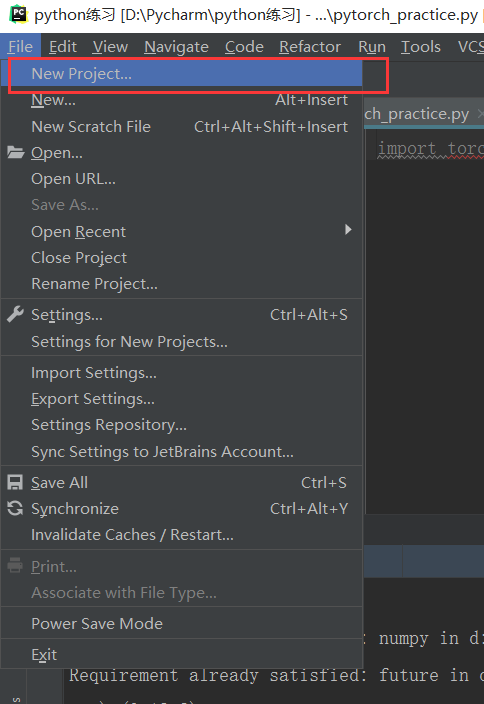 python练习 [D:\Pycharm\python练习] - ...\pytorch_practice.py
File Edit View Navigate Code Refactor Run Tools VCS
New Project...
New... Alt+Insert
ch_practice.py
New Scratch File Ctrl+Alt+Shift+Insert
import torc
Open...
Open URL...
Save As...
Open Recent
Close Project
Rename Project...
Settings... Ctrl+Alt+S
Settings for New Projects...
Import Settings...
Export Settings...
Settings Repository...
Sync Settings to JetBrains Account...
Save All Ctrl+S
Synchronize Ctrl+Alt+Y
Invalidate Caches / Restart...
Print...
Associate with File Type...
Power Save Mode
: numpy in d:
Exit
Requirement already satisfied: future in d